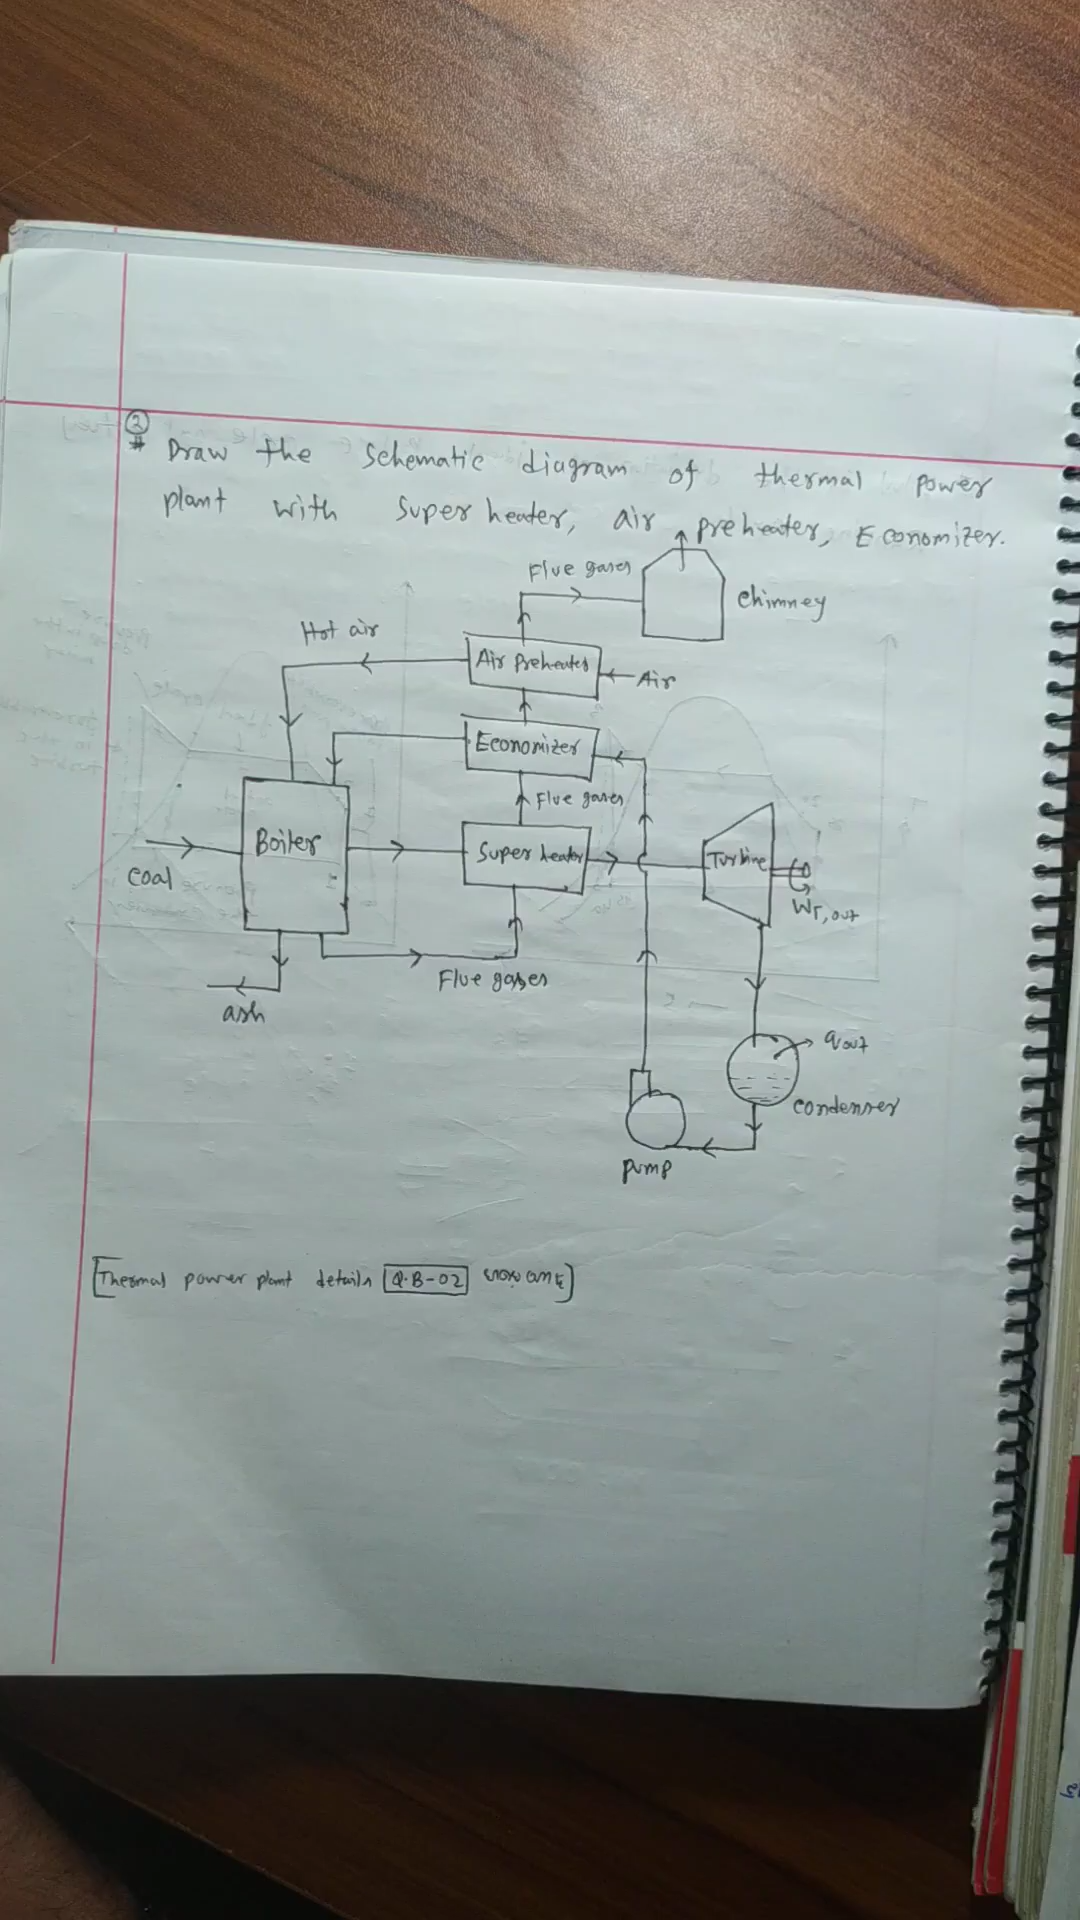 ②
# Draw the Schematic diagram of thermal power
plant with Super heater, air preheater, Economizer.
Flue gases
Chimney
Hot air
Air Preheater
Air
Economizer
Flue gases
Boiler
Super heater
Turbine
coal
W_T,out
Flue gases
ash
q_out
condenser
pump
[Thermal power plant details Q.B-02